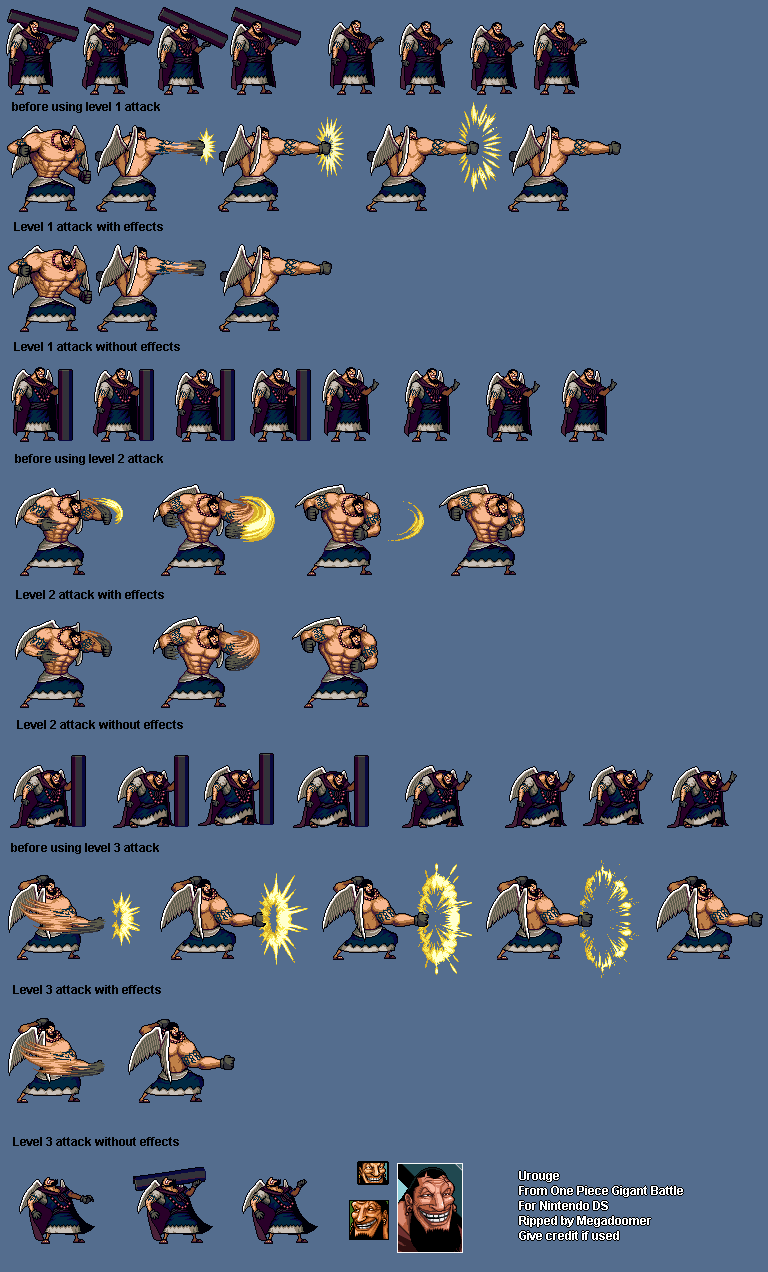 before using level 1 attack
Level 1 attack with effects
Level 1 attack without effects
before using level 2 attack
Level 2 attack with effects
Level 2 attack without effects
before using level 3 attack
Level 3 attack with effects
Level 3 attack without effects
Urouge
From One Piece Gigant Battle
For Nintendo DS
Ripped by Megadoomer
Give credit if used